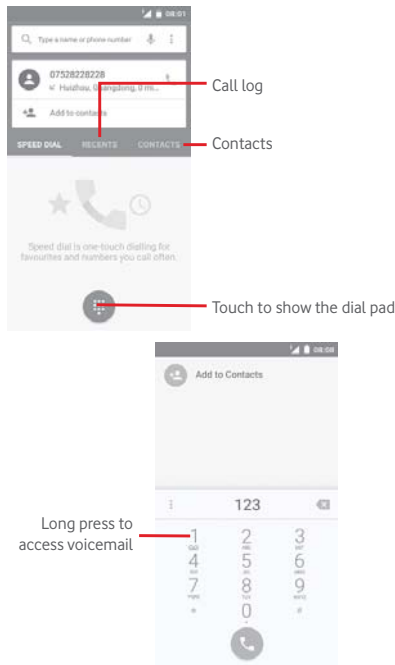 08:01
Type a name or phone number
07528228228
Huizhou, Guangdong, 0 mi...
Call log
Add to contacts
SPEED DIAL RECENTS CONTACTS
Contacts
Speed dial is one-touch dialling for
favourites and numbers you call often.
Touch to show the dial pad
08:08
Add to Contacts
123
Long press to
access voicemail
1 2 3
4 5 6
7 8 9
* 0 #